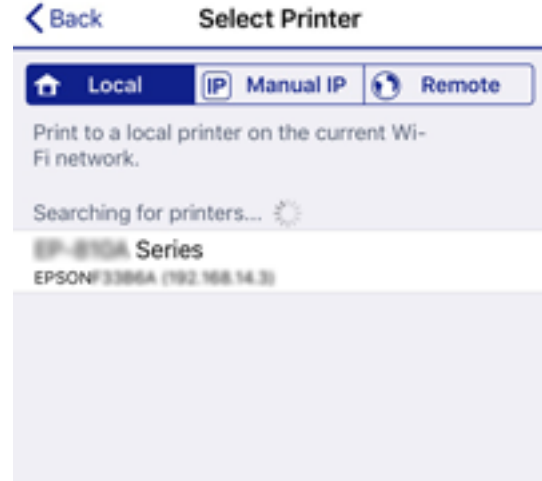 Back
Select Printer
Local
IP
Manual IP
Remote
Print to a local printer on the current Wi-
Fi network.
Searching for printers...
Series
EPSON